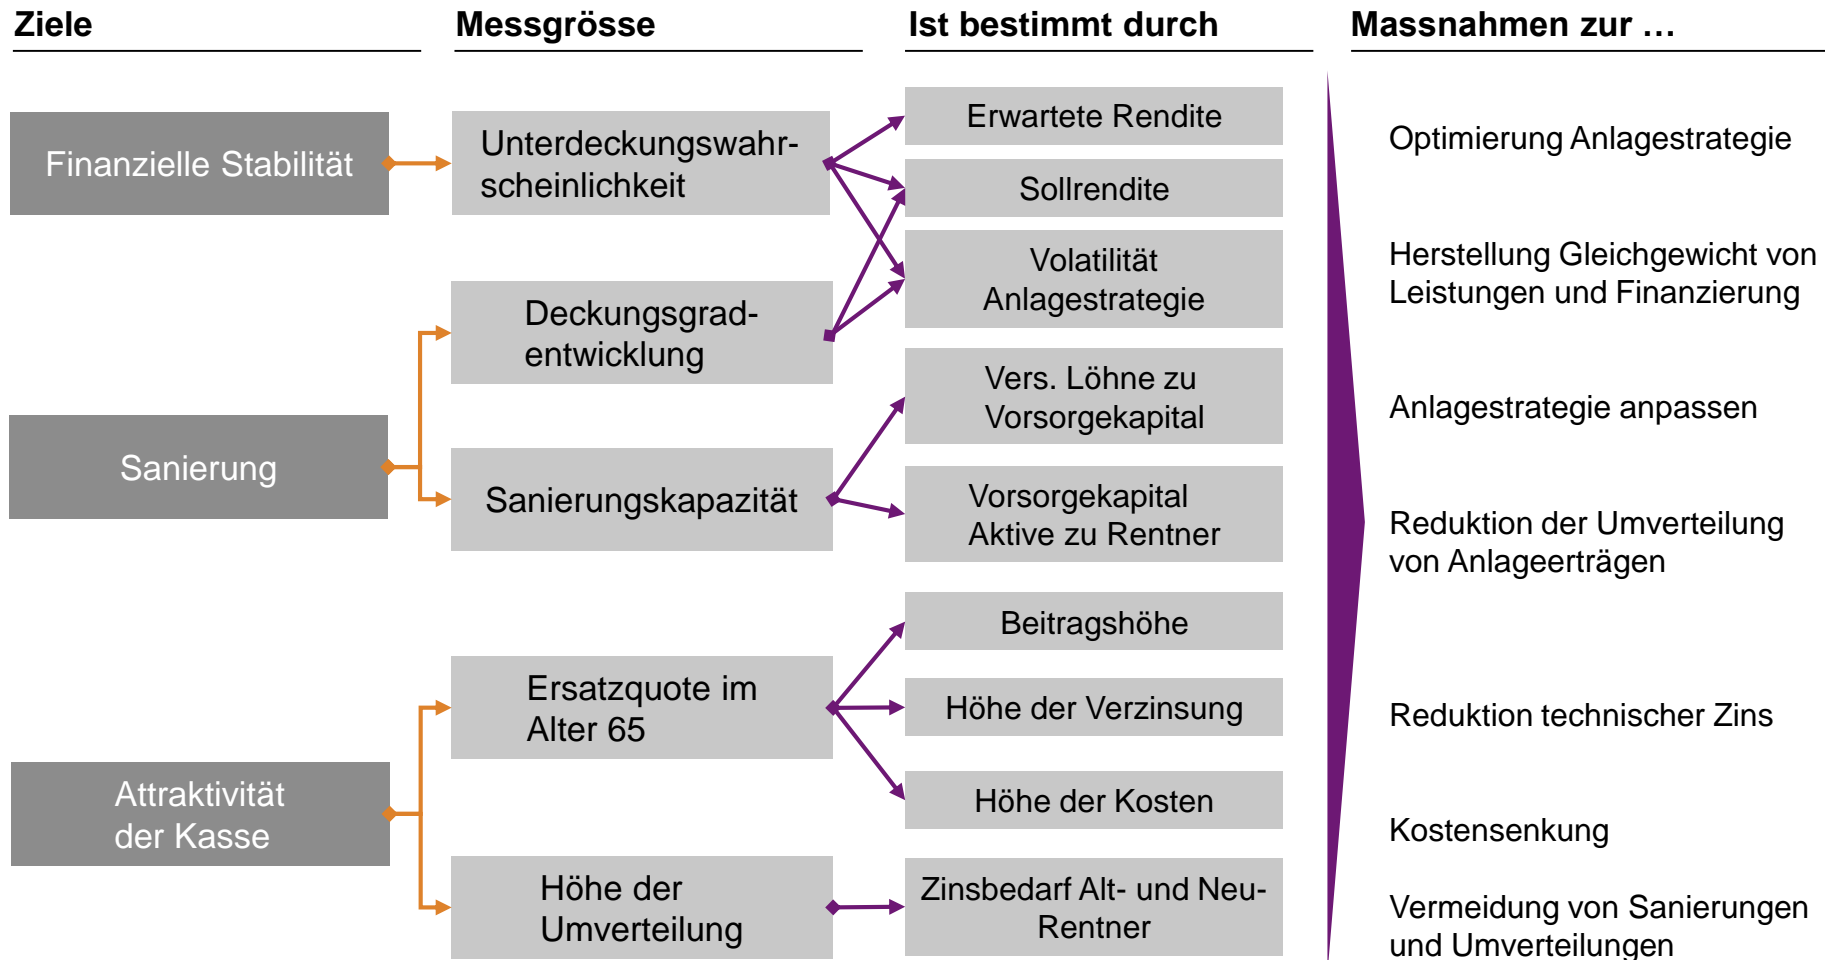 Ziele
Messgrösse
Ist bestimmt durch
Massnahmen zur …
Finanzielle Stabilität
Sanierung
Attraktivität
der Kasse
Unterdeckungswahr-
scheinlichkeit
Deckungsgrad-
entwicklung
Sanierungskapazität
Ersatzquote im
Alter 65
Höhe der
Umverteilung
Erwartete Rendite
Sollrendite
Volatilität
Anlagestrategie
Vers. Löhne zu
Vorsorgekapital
Vorsorgekapital
Aktive zu Rentner
Beitragshöhe
Höhe der Verzinsung
Höhe der Kosten
Zinsbedarf Alt- und Neu-
Rentner
Optimierung Anlagestrategie
Herstellung Gleichgewicht von
Leistungen und Finanzierung
Anlagestrategie anpassen
Reduktion der Umverteilung
von Anlageerträgen
Reduktion technischer Zins
Kostensenkung
Vermeidung von Sanierungen
und Umverteilungen